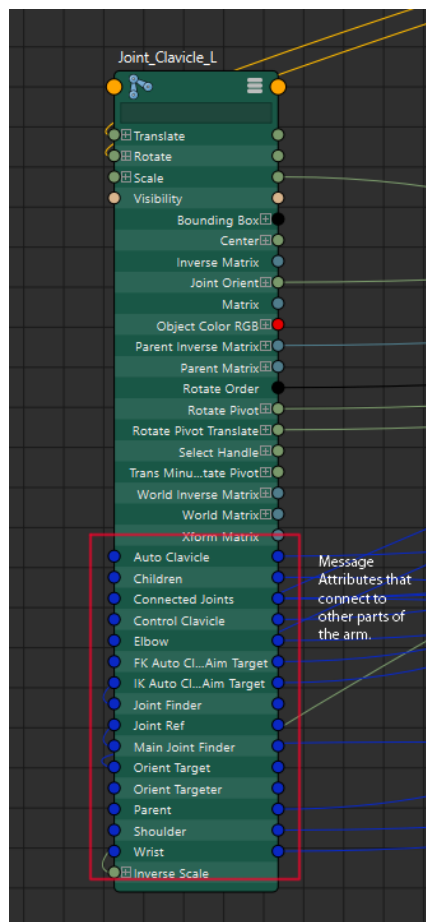 Joint_Clavicle_L
Translate
Rotate
Scale
Visibility
Bounding Box
Center
Inverse Matrix
Joint Orient
Matrix
Object Color RGB
Parent Inverse Matrix
Parent Matrix
Rotate Order
Rotate Pivot
Rotate Pivot Translate
Select Handle
Trans Minu...tate Pivot
World Inverse Matrix
World Matrix
Xform Matrix
Auto Clavicle
Children
Connected Joints
Control Clavicle
Elbow
FK Auto Cl...Aim Target
IK Auto Cl...Aim Target
Joint Finder
Joint Ref
Main Joint Finder
Orient Target
Orient Targeter
Parent
Shoulder
Wrist
Inverse Scale
Message
Attributes that
connect to
other parts of
the arm.